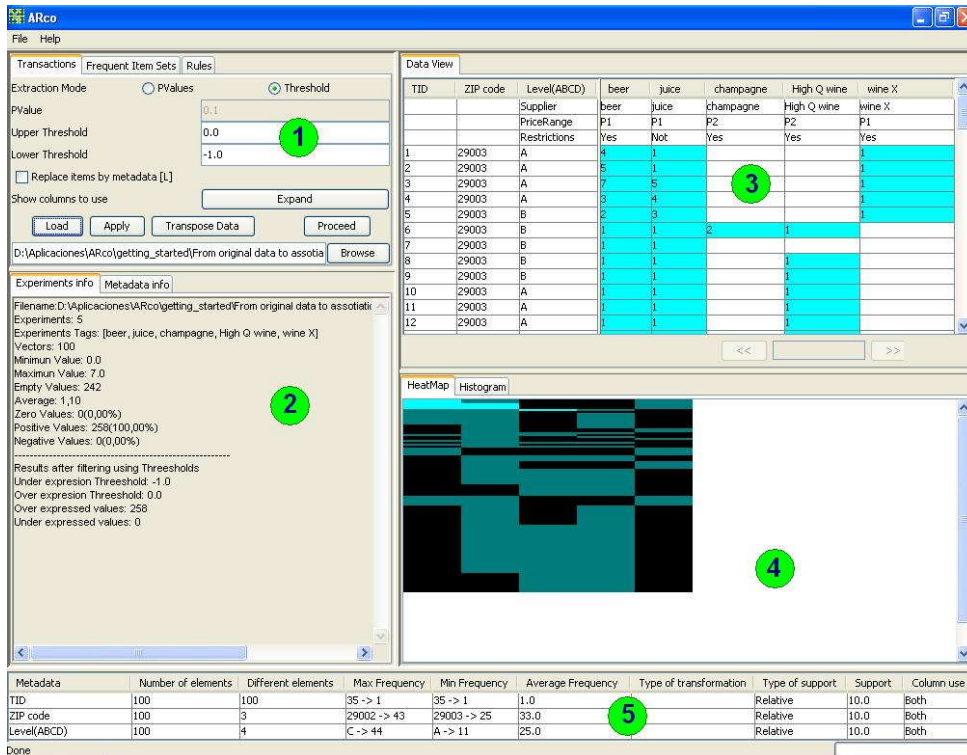 ARco
File Help
Transactions Frequent Item Sets Rules
Extraction Mode PValues Threshold
PValue 0.1
Upper Threshold 0.0
Lower Threshold -1.0
1
Replace items by metadata [L]
Show columns to use Expand
Load Apply Transpose Data Proceed
D:\Aplicaciones\ARco\getting_started\From original data to assotia Browse
Experiments info Metadata info
Filename:D:\Aplicaciones\ARco\getting_started\From original data to assotiatic
Experiments: 5
Experiments Tags: [beer, juice, champagne, High Q wine, wine X]
Vectors: 100
Minimun Value: 0.0
Maximun Value: 7.0
Empty Values: 242
Average: 1,10
Zero Values: 0(0,00%)
Positive Values: 258(100,00%)
Negative Values: 0(0,00%)
Results after filtering using Threesholds
Under expresion Threeshold: -1.0
Over expresion Threeshold: 0.0
Over expressed values: 258
Under expressed values: 0
2
Data View
TID ZIP code Level(ABCD) beer juice champagne High Q wine wine X
Supplier beer juice champagne High Q wine wine X
PriceRange P1 P1 P2 P2 P1
Restrictions Yes Not Yes Yes Yes
1 29003 A 4 1 1
2 29003 A 5 1 1
3 29003 A 7 5 1
4 29003 A 3 4 1
5 29003 B 2 3 1
6 29003 B 1 1 2 1
7 29003 B 1 1
8 29003 B 1 1 1
9 29003 B 1 1 1
10 29003 A 1 1 1
11 29003 A 1 1 1
12 29003 A 1 1 1
3
<< >>
HeatMap Histogram
4
Metadata Number of elements Different elements Max Frequency Min Frequency Average Frequency Type of transformation Type of support Support Column use
TID 100 100 35 -> 1 35 -> 1 1.0 Relative 10.0 Both
ZIP code 100 3 29002 -> 43 29003 -> 25 33.0 Relative 10.0 Both
Level(ABCD) 100 4 C -> 44 A -> 11 25.0 Relative 10.0 Both
5
Done